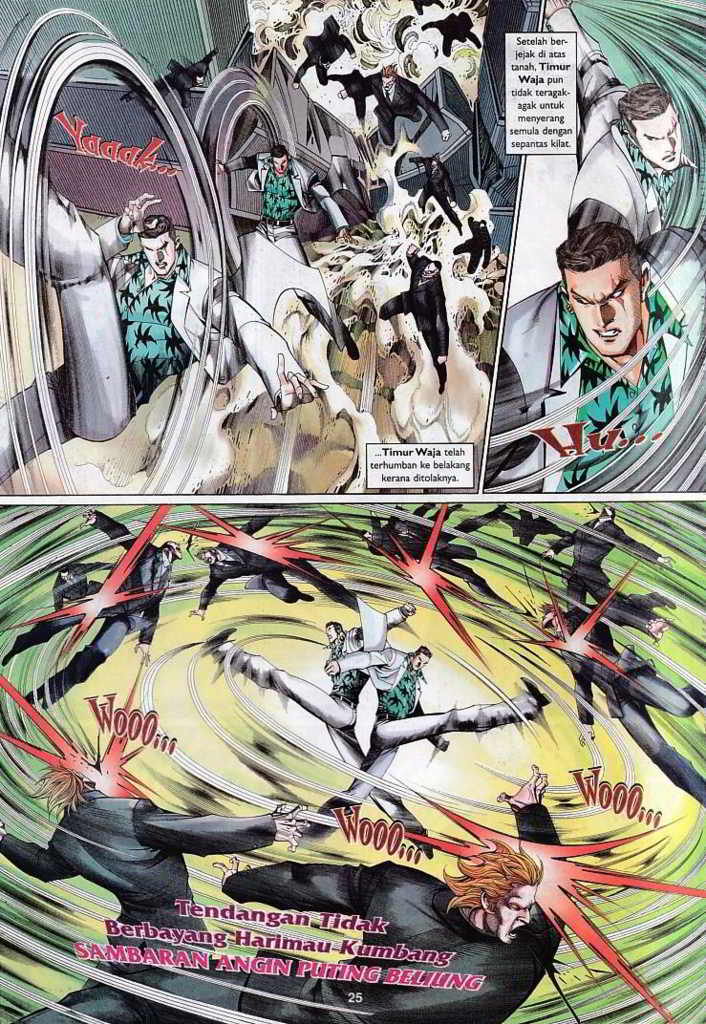 Yaaak...
...Timur Waja telah
terhumban ke belakang
kerana ditolaknya.
Setelah ber-
jejak di atas
tanah, Timur
Waja pun
tidak teragak-
agak untuk
menyerang
semula dengan
sepantas kilat.
Hu...
Wooo...
Wooo...
Wooo...
Tendangan Tidak
Berbayang Harimau Kumbang
SAMBARAN ANGIN PUTING BELIUNG
25